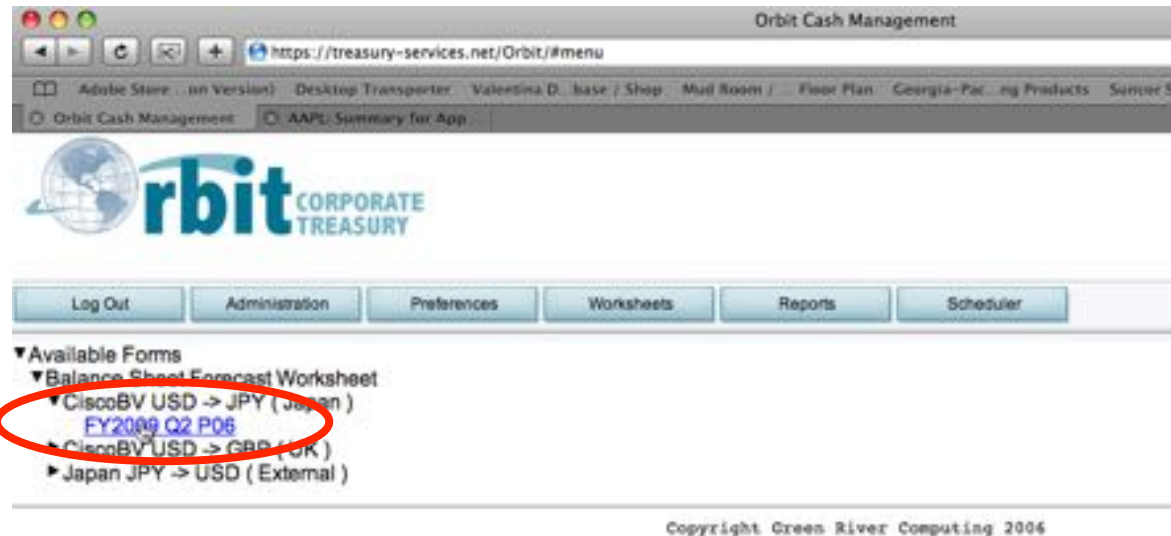 Orbit Cash Management
https://treasury-services.net/Orbit/#menu
Adobe Store ...on Version) Desktop Transporter Valentina D...base / Shop Mud Room / ... Floor Plan Georgia-Pac...ng Products Suncor S
Orbit Cash Management AAPL: Summary for App...
Orbit CORPORATE
TREASURY
Log Out Administration Preferences Worksheets Reports Scheduler
▼Available Forms
▼Balance Sheet Forecast Worksheet
▼CiscoBV USD -> JPY ( Japan )
FY2009 Q2 P06
►CiscoBV USD -> GBP ( UK )
►Japan JPY -> USD ( External )
Copyright Green River Computing 2006